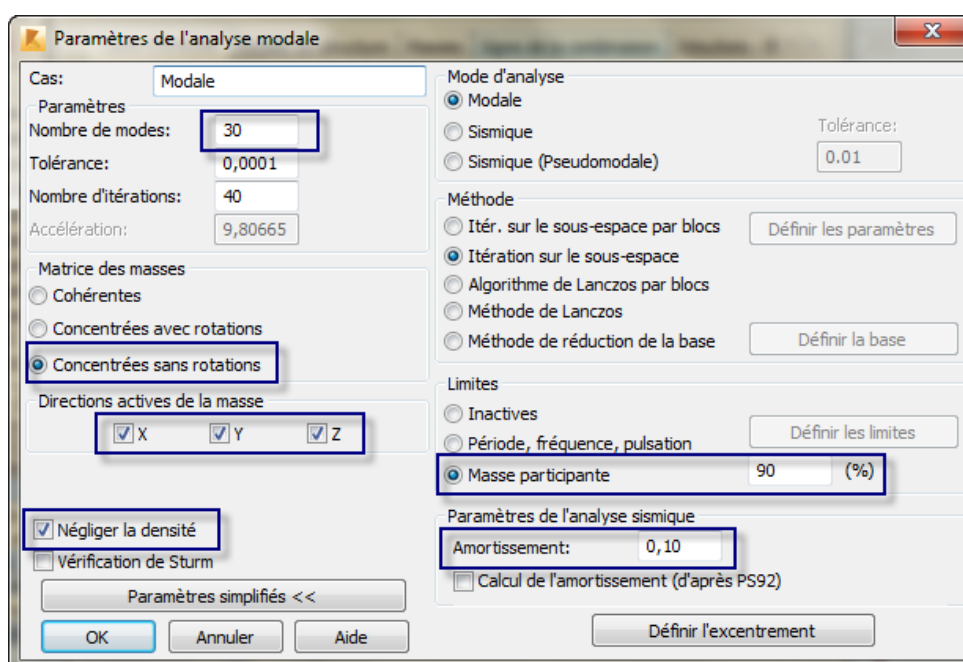 Paramètres de l'analyse modale
Cas: Modale
Paramètres
Nombre de modes: 30
Tolérance: 0,0001
Nombre d'itérations: 40
Accélération: 9,80665
Matrice des masses
Cohérentes
Concentrées avec rotations
Concentrées sans rotations
Directions actives de la masse
X Y Z
Négliger la densité
Vérification de Sturm
Paramètres simplifiés <<
OK Annuler Aide
Mode d'analyse
Modale
Sismique
Tolérance:
Sismique (Pseudomodale) 0.01
Méthode
Itér. sur le sous-espace par blocs Définir les paramètres
Itération sur le sous-espace
Algorithme de Lanczos par blocs
Méthode de Lanczos
Méthode de réduction de la base Définir la base
Limites
Inactives
Période, fréquence, pulsation Définir les limites
Masse participante 90 (%)
Paramètres de l'analyse sismique
Amortissement: 0,10
Calcul de l'amortissement (d'après PS92)
Définir l'excentrement